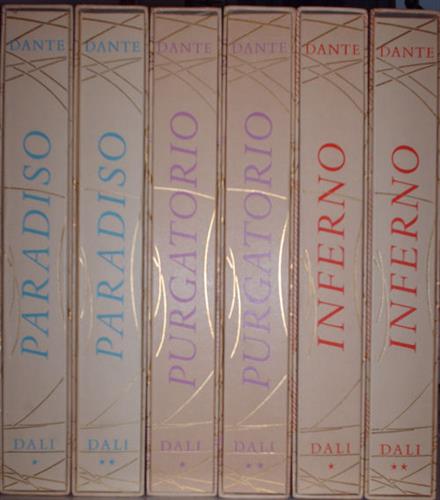 DANTE
PARADISO
DALI
★
DANTE
PARADISO
DALI
★★
DANTE
PURGATORIO
DALI
★
DANTE
PURGATORIO
DALI
★★
DANTE
INFERNO
DALI
★
DANTE
INFERNO
DALI
★★